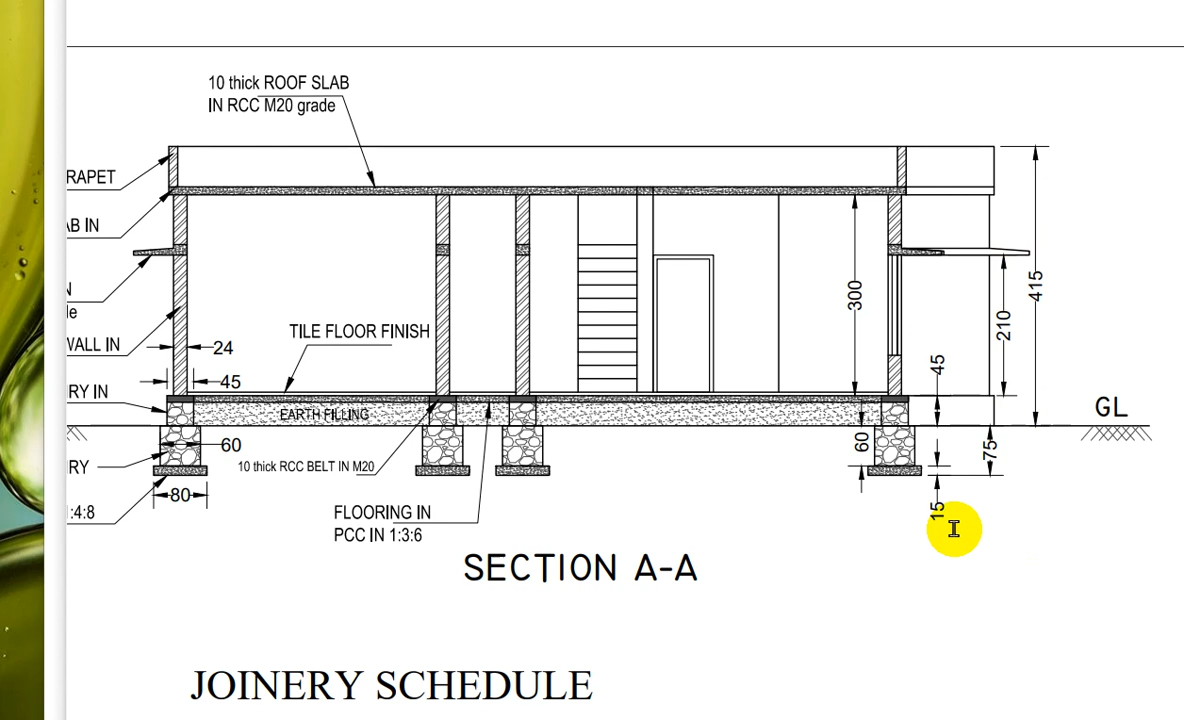 10 thick ROOF SLAB
IN RCC M20 grade
RAPET
AB IN
N
le
WALL IN
24
45
RY IN
TILE FLOOR FINISH
EARTH FILLING
300
210
415
45
GL
60
RY
10 thick RCC BELT IN M20
60
75
80
1:4:8
FLOORING IN
PCC IN 1:3:6
15
SECTION A-A
JOINERY SCHEDULE